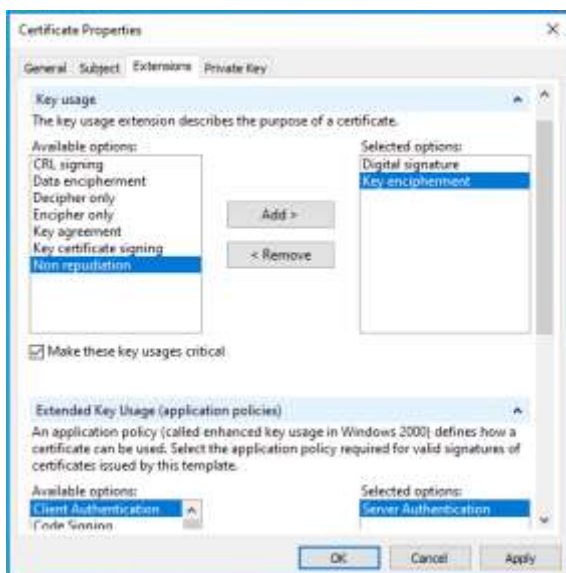 Certificate Properties
General Subject Extensions Private Key
Key usage
The key usage extension describes the purpose of a certificate.
Available options:
Selected options:
CRL signing
Data encipherment
Decipher only
Encipher only
Key agreement
Key certificate signing
Non repudiation
Digital signature
Key encipherment
Add >
< Remove
Make these key usages critical
Extended Key Usage (application policies)
An application policy (called enhanced key usage in Windows 2000) defines how a
certificate can be used. Select the application policy required for valid signatures of
certificates issued by this template.
Available options:
Selected options:
Client Authentication
Code Signing
Server Authentication
OK Cancel Apply